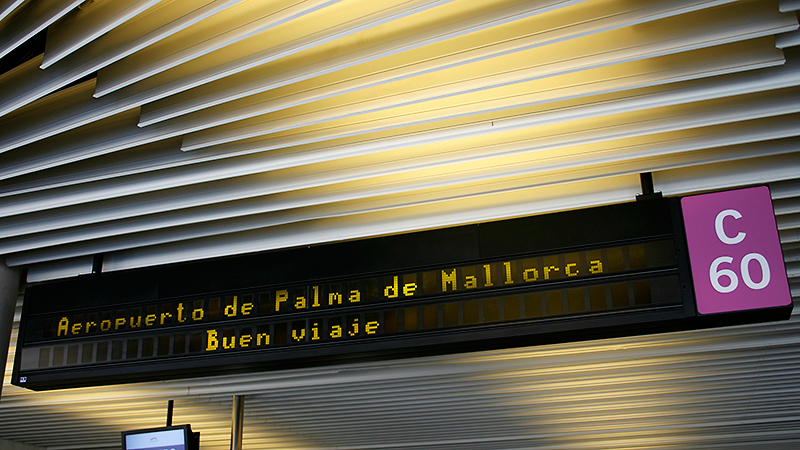 Aeropuerto de Palma de Mallorca
Buen viaje
C
60